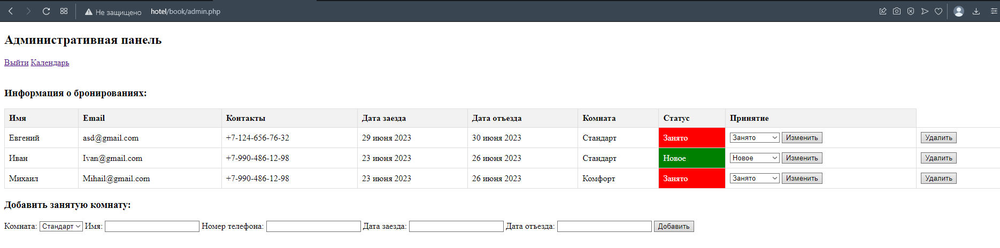 Не защищено hotel/book/admin.php
Административная панель
Выйти Календарь
Информация о бронированиях:
Имя Email Контакты Дата заезда Дата отъезда Комната Статус Принятие
Евгений asd@gmail.com +7-124-656-76-32 29 июня 2023 30 июня 2023 Стандарт Занято Занято Изменить Удалить
Иван Ivan@gmail.com +7-990-486-12-98 23 июня 2023 26 июня 2023 Стандарт Новое Новое Изменить Удалить
Михаил Mihail@gmail.com +7-990-486-12-98 23 июня 2023 26 июня 2023 Комфорт Занято Занято Изменить Удалить
Добавить занятую комнату:
Комната: Стандарт Имя: Номер телефона: Дата заезда: Дата отъезда: Добавить